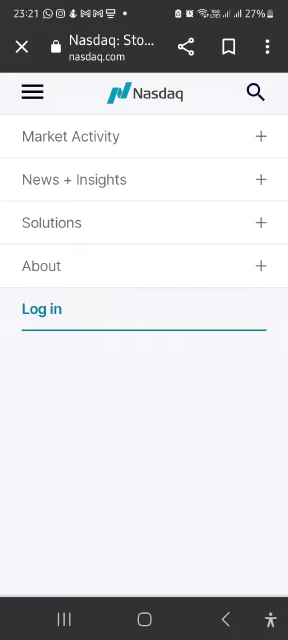 23:21
27%
Nasdaq: Sto...
nasdaq.com
Nasdaq
Market Activity
News + Insights
Solutions
About
Log in